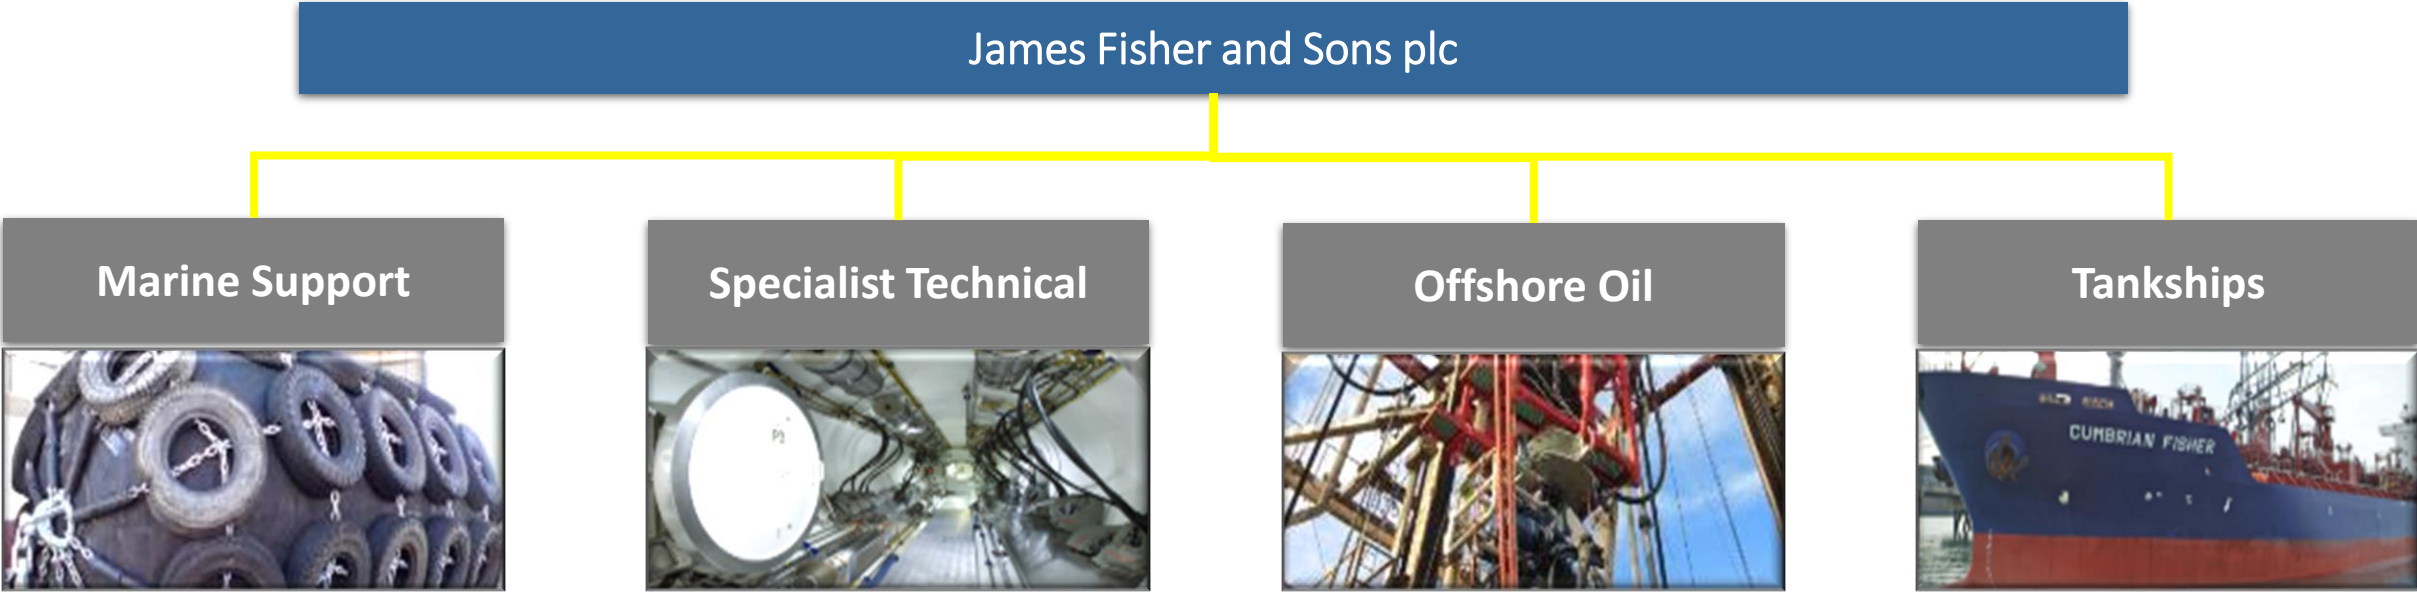 James Fisher and Sons plc
Marine Support
Specialist Technical
Offshore Oil
Tankships
CUMBRIAN FISHER